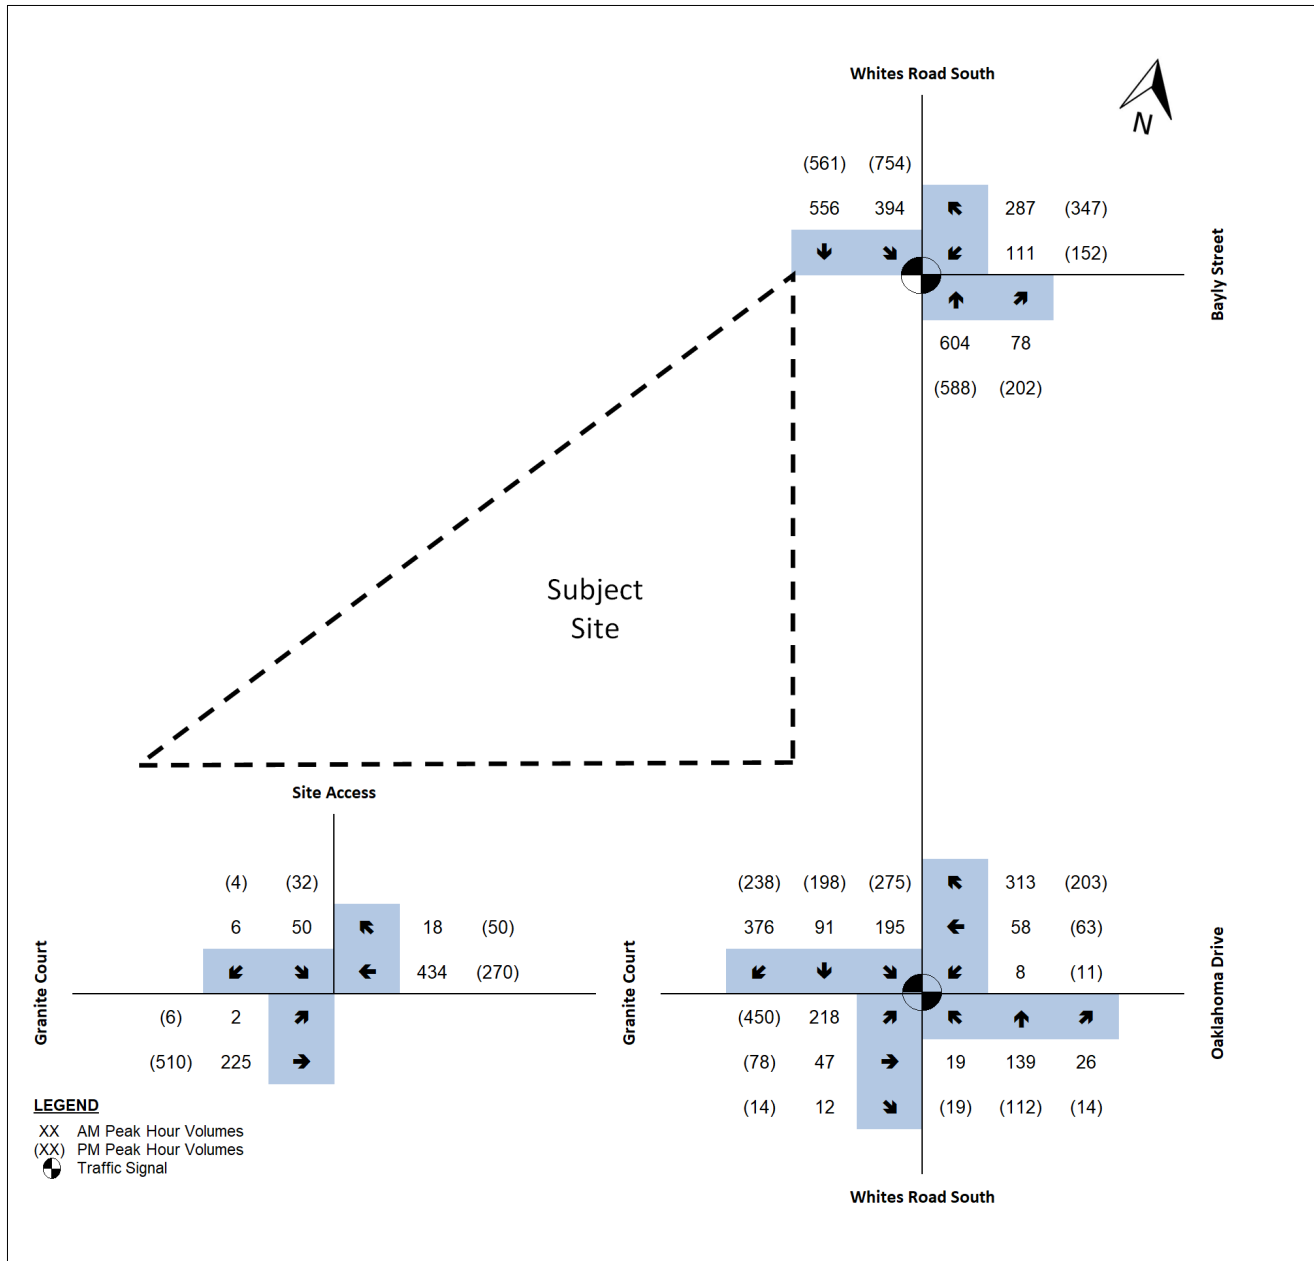 Whites Road South
N
(561) (754)
556 394 287 (347)
111 (152)
Bayly Street
604 78
(588) (202)
Subject
Site
Site Access
(4) (32)
6 50 18 (50)
434 (270)
Granite Court
(6) 2
(510) 225
(238) (198) (275) 313 (203)
376 91 195 58 (63)
8 (11)
Granite Court
Oaklahoma Drive
(450) 218
(78) 47 19 139 26
(14) 12 (19) (112) (14)
Whites Road South
LEGEND
XX AM Peak Hour Volumes
(XX) PM Peak Hour Volumes
Traffic Signal